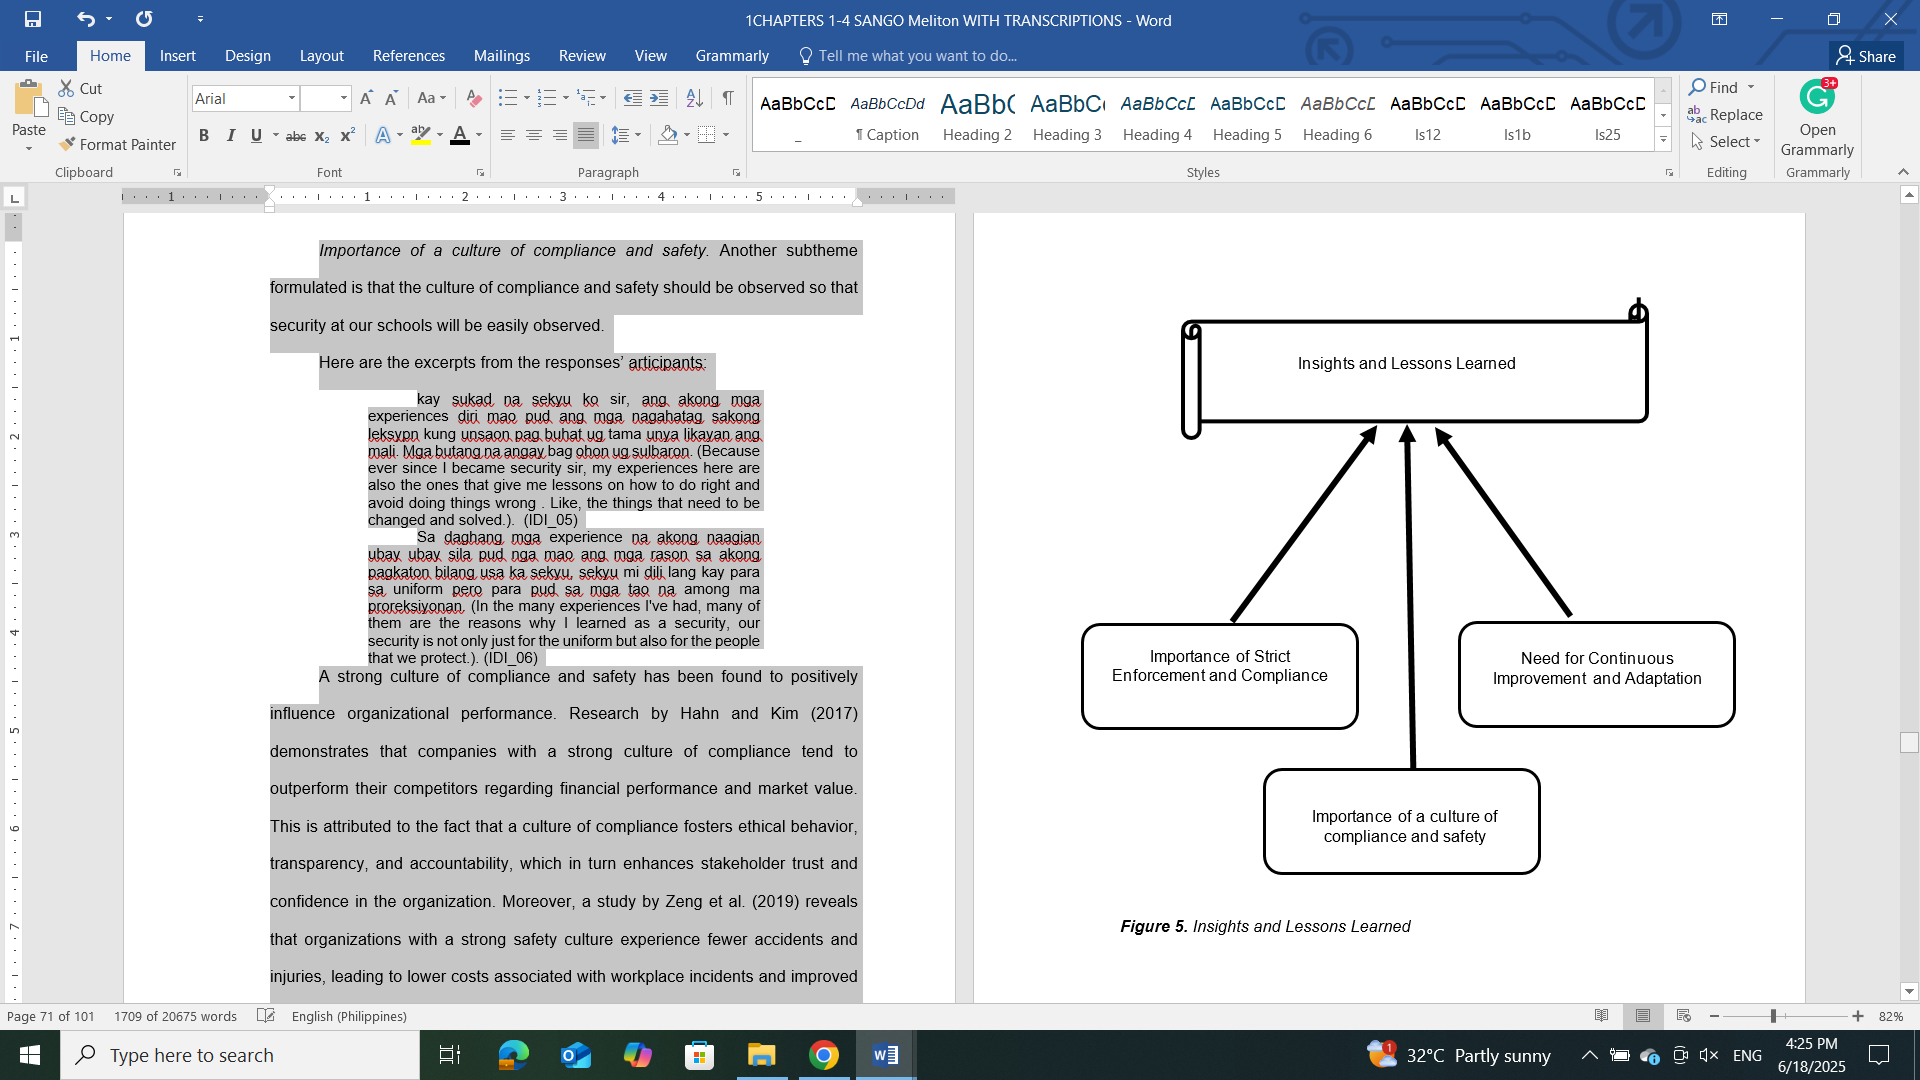 1CHAPTERS 1-4 SANGO Meliton WITH TRANSCRIPTIONS - Word
File Home Insert Design Layout References Mailings Review View Grammarly Tell me what you want to do... Share
Paste
Cut
Copy
Format Painter
Clipboard
Arial
Aa
B I U abc X₂ X² A ab A
Font
Paragraph
AaBbCcD AaBbCcDd AaBbC AaBbCc AaBbCcD AaBbCcD AaBbCcD AaBbCcD AaBbCcD AaBbCcD
_ ¶ Caption Heading 2 Heading 3 Heading 4 Heading 5 Heading 6 ls12 ls1b ls25
Styles
Find
Replace
Select
Editing
3+
Open
Grammarly
Grammarly
1 1 2 3 4 5
1
2
3
4
5
6
7
Importance of a culture of compliance and safety. Another subtheme
formulated is that the culture of compliance and safety should be observed so that
security at our schools will be easily observed.
Here are the excerpts from the responses’ articipants:
kay sukad na sekyu ko sir, ang akong mga
experiences diri mao pud ang mga nagahatag sakong
leksypn kung unsaon pag buhat ug tama unya likayan ang
mali. Mga butang na angay bag ohon ug sulbaron. (Because
ever since I became security sir, my experiences here are
also the ones that give me lessons on how to do right and
avoid doing things wrong . Like, the things that need to be
changed and solved.). (IDI_05)
Sa daghang mga experience na akong naagian
ubay ubay sila pud nga mao ang mga rason sa akong
pagkaton bilang usa ka sekyu, sekyu mi dili lang kay para
sa uniform pero para pud sa mga tao na among ma
proreksiyonan. (In the many experiences I've had, many of
them are the reasons why I learned as a security, our
security is not only just for the uniform but also for the people
that we protect.). (IDI_06)
A strong culture of compliance and safety has been found to positively
influence organizational performance. Research by Hahn and Kim (2017)
demonstrates that companies with a strong culture of compliance tend to
outperform their competitors regarding financial performance and market value.
This is attributed to the fact that a culture of compliance fosters ethical behavior,
transparency, and accountability, which in turn enhances stakeholder trust and
confidence in the organization. Moreover, a study by Zeng et al. (2019) reveals
that organizations with a strong safety culture experience fewer accidents and
injuries, leading to lower costs associated with workplace incidents and improved
Insights and Lessons Learned
Importance of Strict
Enforcement and Compliance
Need for Continuous
Improvement and Adaptation
Importance of a culture of
compliance and safety
Figure 5. Insights and Lessons Learned
Page 71 of 101 1709 of 20675 words English (Philippines) 82%
Type here to search
1
32°C Partly sunny
ENG
4:25 PM
6/18/2025